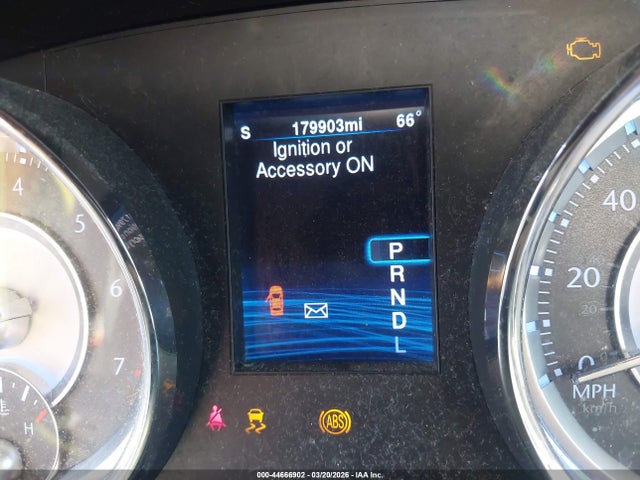 S 179903mi 66°
Ignition or
Accessory ON
P
R
N
D
L
4
5
6
7
H
40
20
0
MPH
km/h
ABS
000-44666902 | 03/20/2026 | IAA Inc.